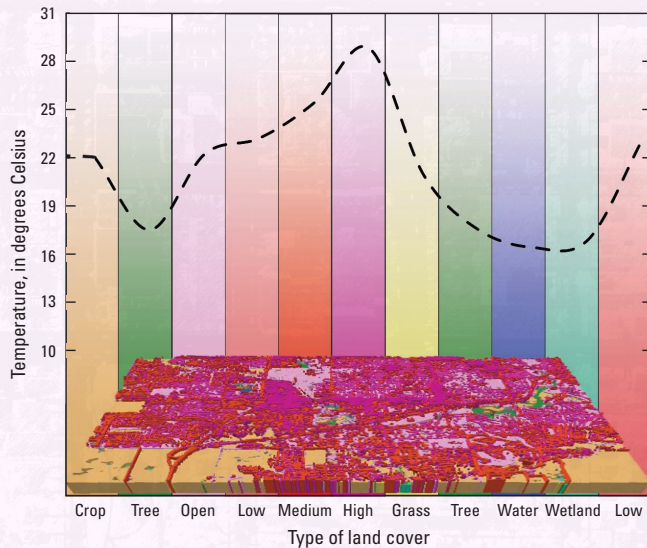 Temperature, in degrees Celsius
31
28
25
22
19
16
13
10
Crop Tree Open Low Medium High Grass Tree Water Wetland Low
Type of land cover